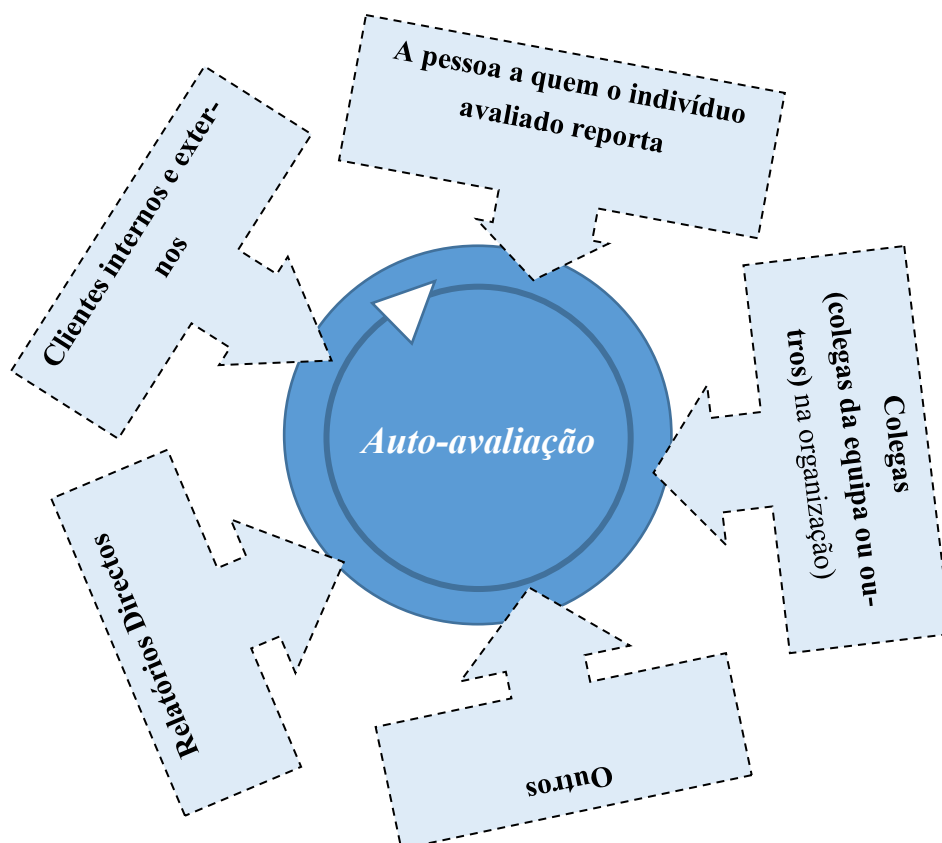 A pessoa a quem o indivíduo
avaliado reporta
Clientes internos e exter-
nos
Colegas
(colegas da equipa ou ou-
tros) na organização)
Auto-avaliação
Relatórios Directos
Outros